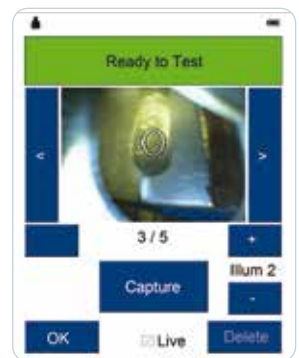 Ready to Test
<
>
3 / 5
+
Illum 2
Capture
-
OK
Live
Delete